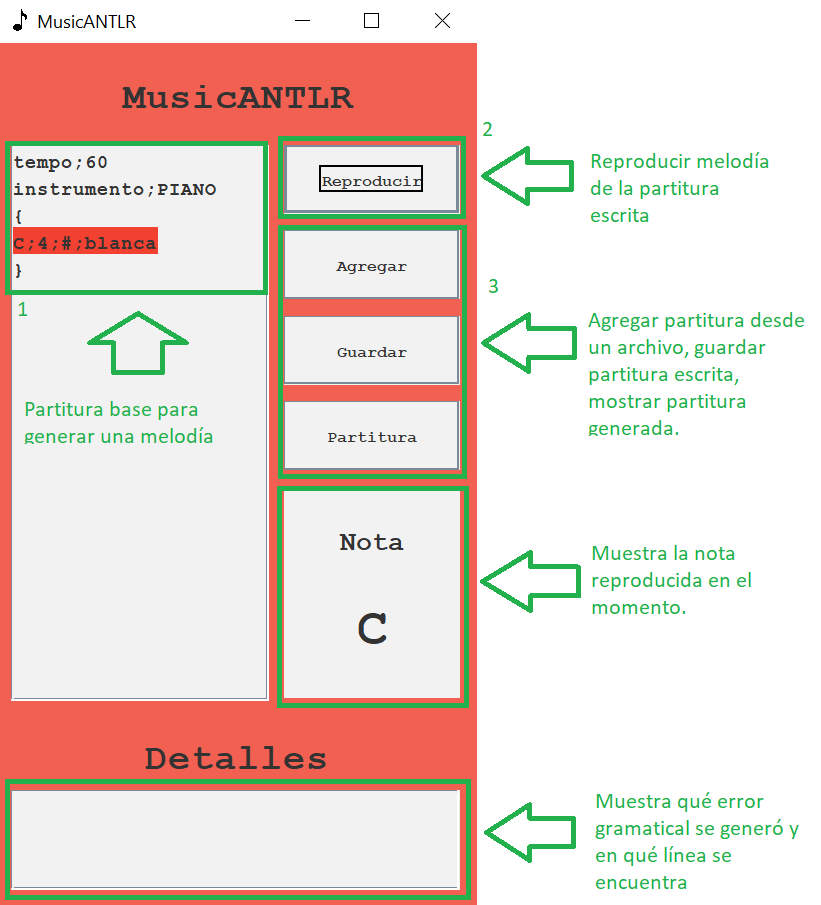 MusicANTLR
MusicANTLR
tempo;60
instrumento;PIANO
{
C;4;#;blanca
}
1
Partitura base para
generar una melodía
Reproducir
2
Reproducir melodía
de la partitura
escrita
Agregar
Guardar
Partitura
3
Agregar partitura desde
un archivo, guardar
partitura escrita,
mostrar partitura
generada.
Nota
C
Muestra la nota
reproducida en el
momento.
Detalles
Muestra qué error
gramatical se generó y
en qué línea se
encuentra